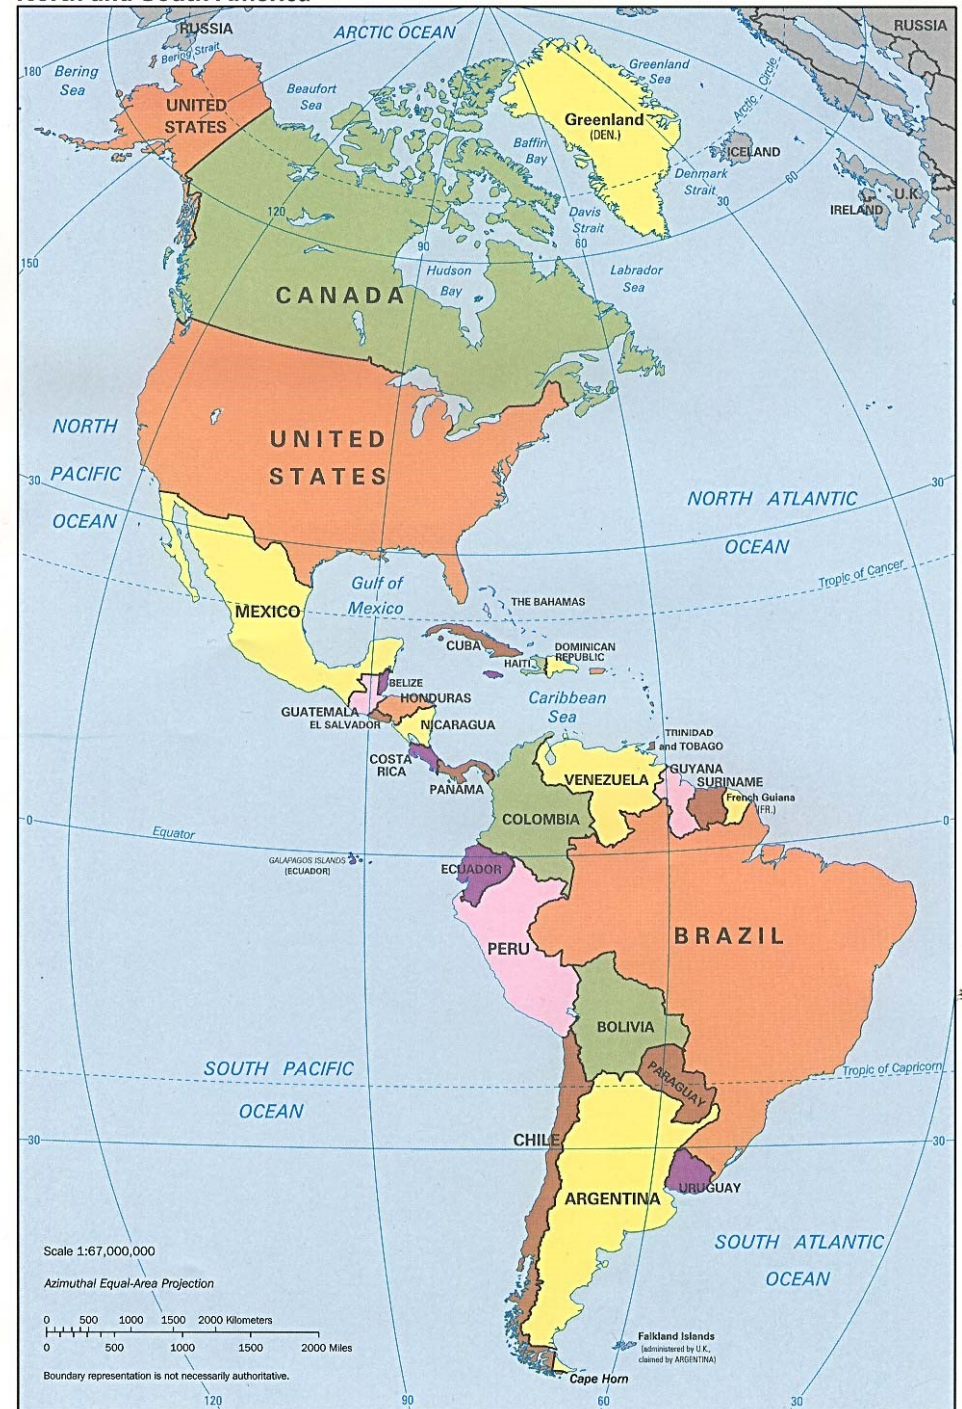 North and South America
RUSSIA
ARCTIC OCEAN
RUSSIA
Bering Strait
180
Bering
Sea
Beaufort
Sea
Greenland
Sea
Arctic Circle
UNITED
STATES
Greenland
(DEN.)
Baffin
Bay
ICELAND
Denmark
Strait
60
U.K.
IRELAND
30
0
120
Davis
Strait
60
90
150
Hudson
Bay
Labrador
Sea
CANADA
NORTH
PACIFIC
OCEAN
UNITED
STATES
30
30
NORTH ATLANTIC
OCEAN
Tropic of Cancer
Gulf of
Mexico
MEXICO
THE BAHAMAS
CUBA
HAITI
DOMINICAN
REPUBLIC
BELIZE
HONDURAS
GUATEMALA
EL SALVADOR
NICARAGUA
Caribbean
Sea
COSTA
RICA
PANAMA
TRINIDAD
and TOBAGO
VENEZUELA
GUYANA
SURINAME
French Guiana
(FR.)
COLOMBIA
0
0
Equator
GALAPAGOS ISLANDS
(ECUADOR)
ECUADOR
PERU
BRAZIL
BOLIVIA
PARAGUAY
SOUTH PACIFIC
OCEAN
Tropic of Capricorn
30
30
CHILE
ARGENTINA
URUGUAY
SOUTH ATLANTIC
OCEAN
Scale 1:67,000,000
Azimuthal Equal-Area Projection
0 500 1000 1500 2000 Kilometers
0 500 1000 1500 2000 Miles
Boundary representation is not necessarily authoritative.
Falkland Islands
(administered by U.K.,
claimed by ARGENTINA)
Cape Horn
120
90
60
30